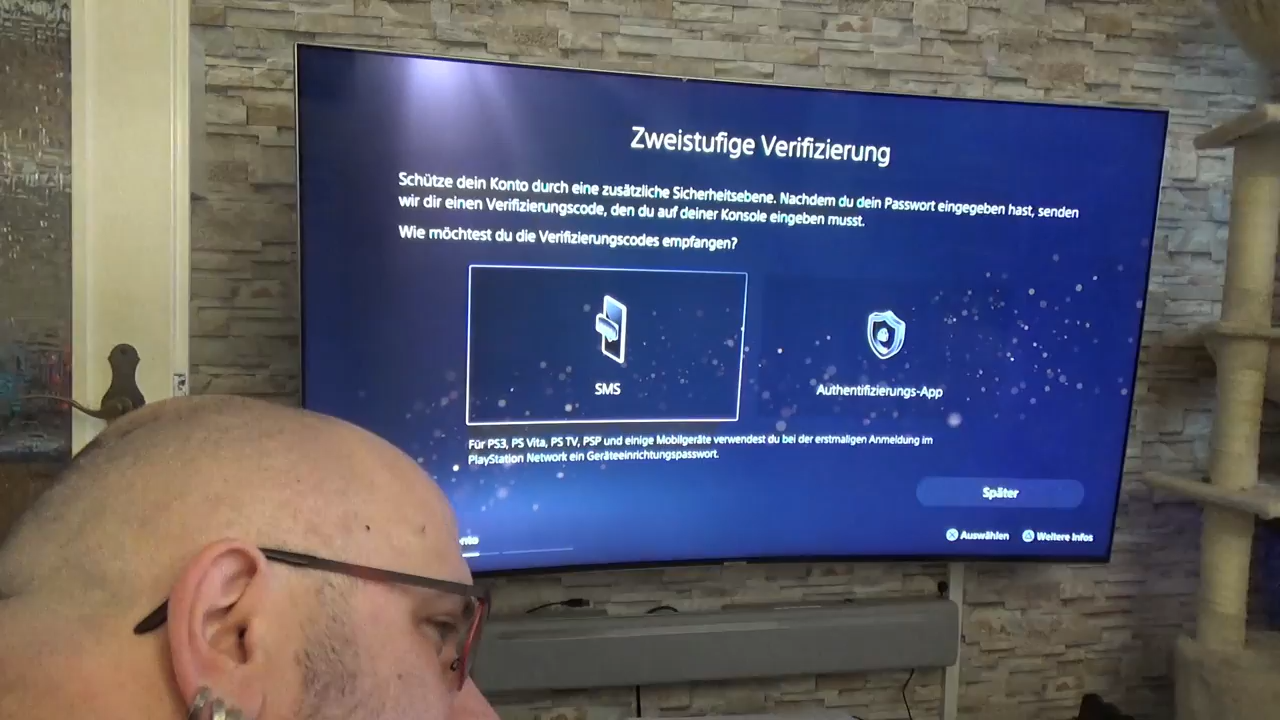 Zweistufige Verifizierung
Schütze dein Konto durch eine zusätzliche Sicherheitsebene. Nachdem du dein Passwort eingegeben hast, senden
wir dir einen Verifizierungscode, den du auf deiner Konsole eingeben musst.
Wie möchtest du die Verifizierungscodes empfangen?
SMS
Authentifizierungs-App
Für PS3, PS Vita, PS TV, PSP und einige Mobilgeräte verwendest du bei der erstmaligen Anmeldung im
PlayStation Network ein Geräteeinrichtungspasswort.
Später
Auswählen
Weitere Infos